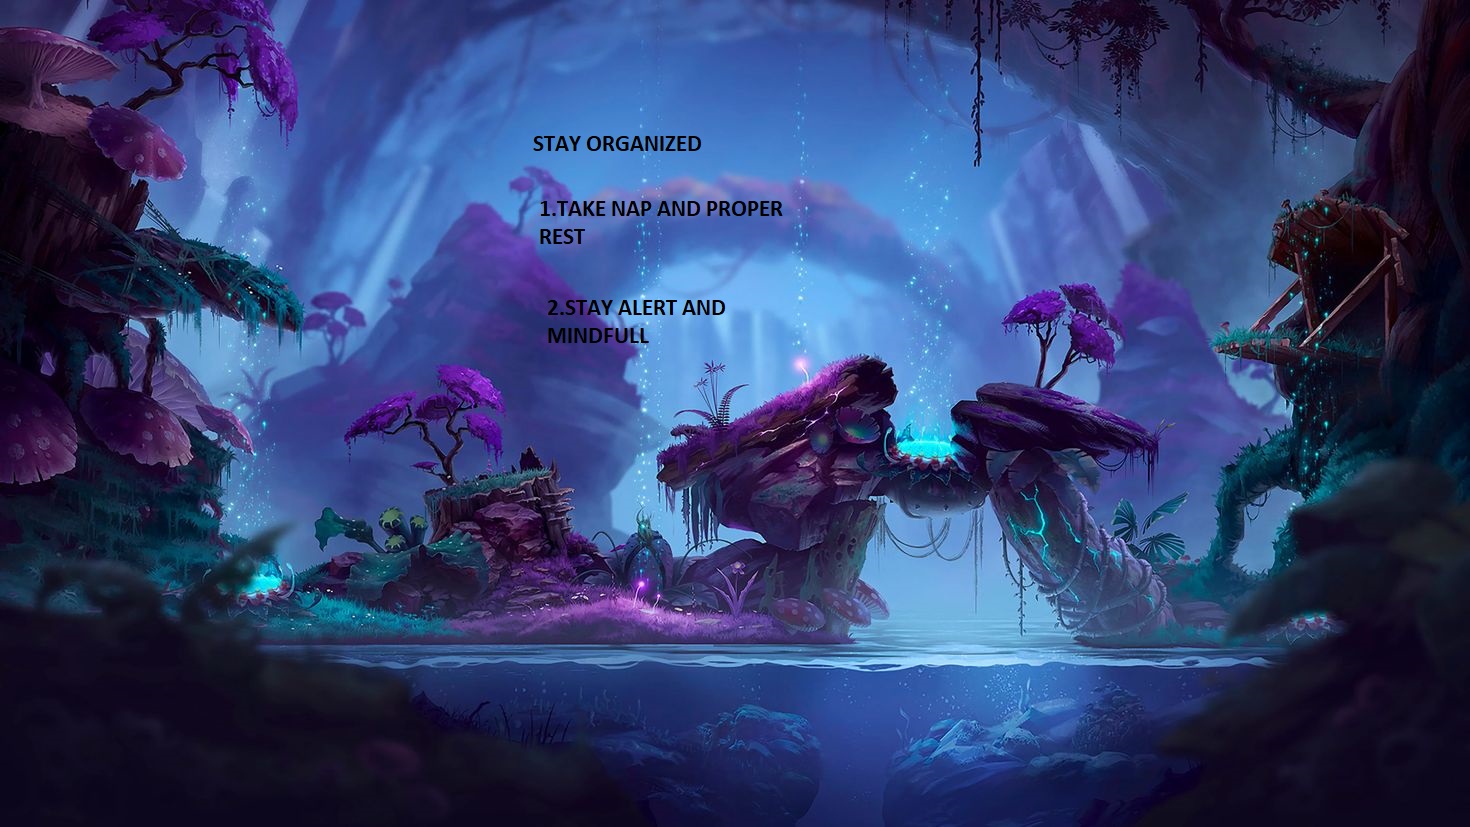 STAY ORGANIZED
1.TAKE NAP AND PROPER
REST
2.STAY ALERT AND
MINDFULL